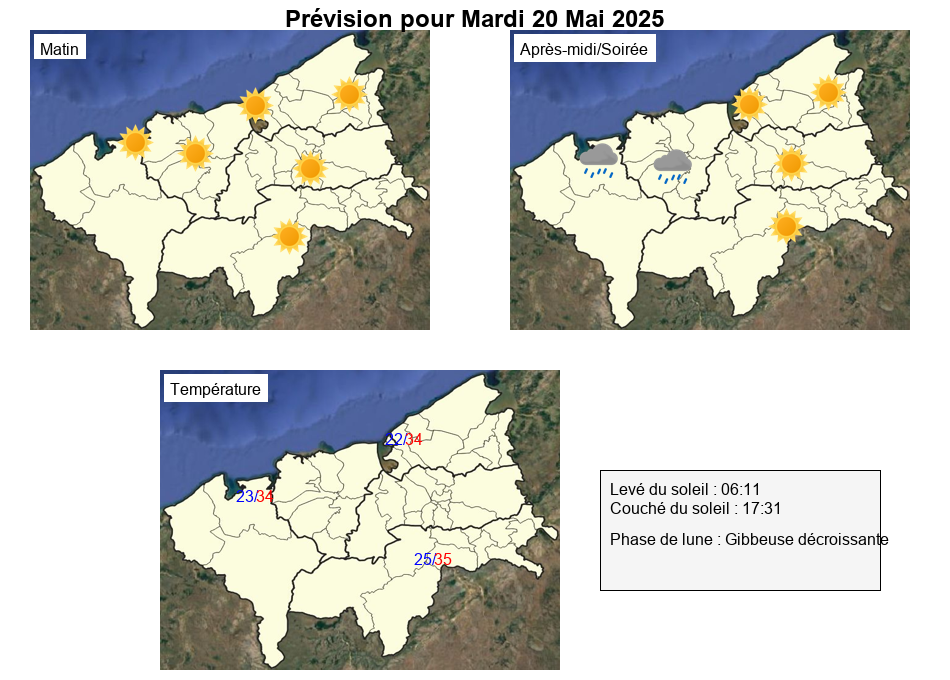 Prévision pour Mardi 20 Mai 2025
Matin
Après-midi/Soirée
Température
22/34
23/34
25/35
Levé du soleil : 06:11
Couché du soleil : 17:31
Phase de lune : Gibbeuse décroissante